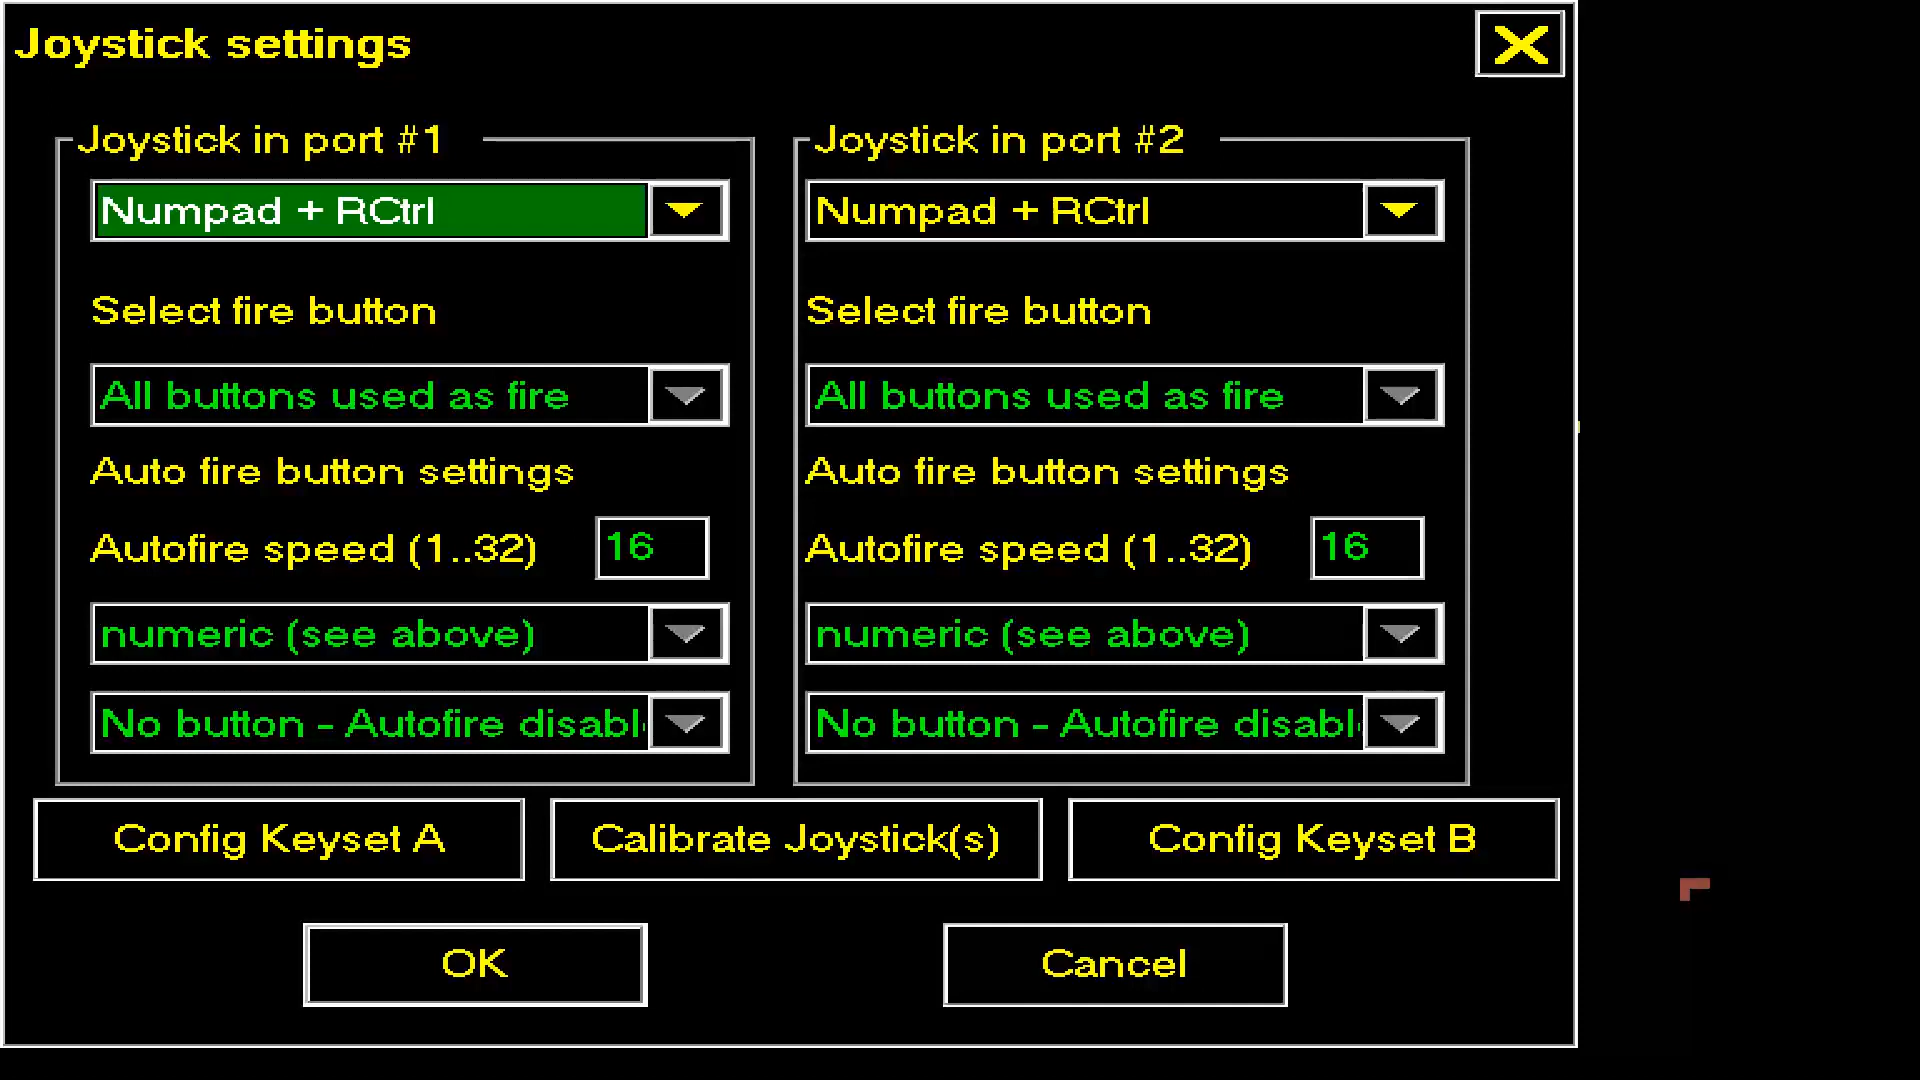 Joystick settings
Joystick in port #1
Numpad + RCtrl
Select fire button
All buttons used as fire
Auto fire button settings
Autofire speed (1..32) 16
numeric (see above)
No button - Autofire disabl
Joystick in port #2
Numpad + RCtrl
Select fire button
All buttons used as fire
Auto fire button settings
Autofire speed (1..32) 16
numeric (see above)
No button - Autofire disabl
Config Keyset A
Calibrate Joystick(s)
Config Keyset B
OK
Cancel